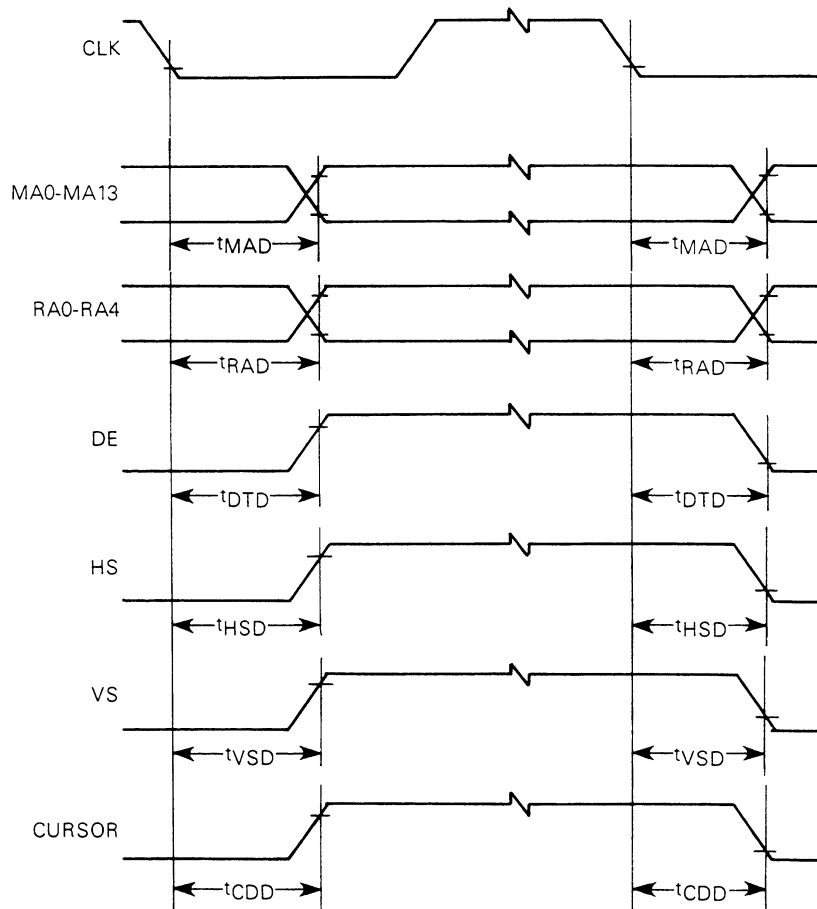 CLK
MA0-MA13
tMAD tMAD
RA0-RA4
tRAD tRAD
DE
tDTD tDTD
HS
tHSD tHSD
VS
tVSD tVSD
CURSOR
tCDD tCDD